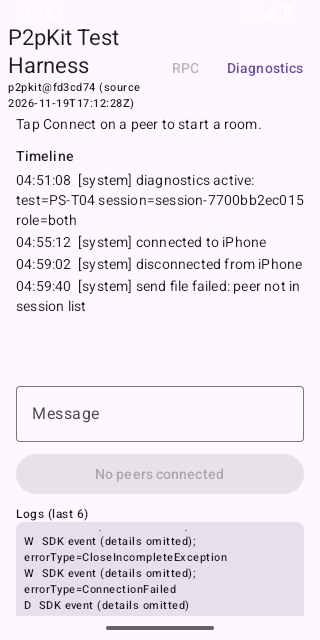 P2pKit Test
Harness
RPC
Diagnostics
p2pkit@fd3cd74 (source
2026-11-19T17:12:28Z)
Tap Connect on a peer to start a room.
Timeline
04:51:08 [system] diagnostics active:
test=PS-T04 session=session-7700bb2ec015
role=both
04:55:12 [system] connected to iPhone
04:59:02 [system] disconnected from iPhone
04:59:40 [system] send file failed: peer not in
session list
Message
No peers connected
Logs (last 6)
W SDK event (details omitted);
errorType=CloseIncompleteException
W SDK event (details omitted);
errorType=ConnectionFailed
D SDK event (details omitted)